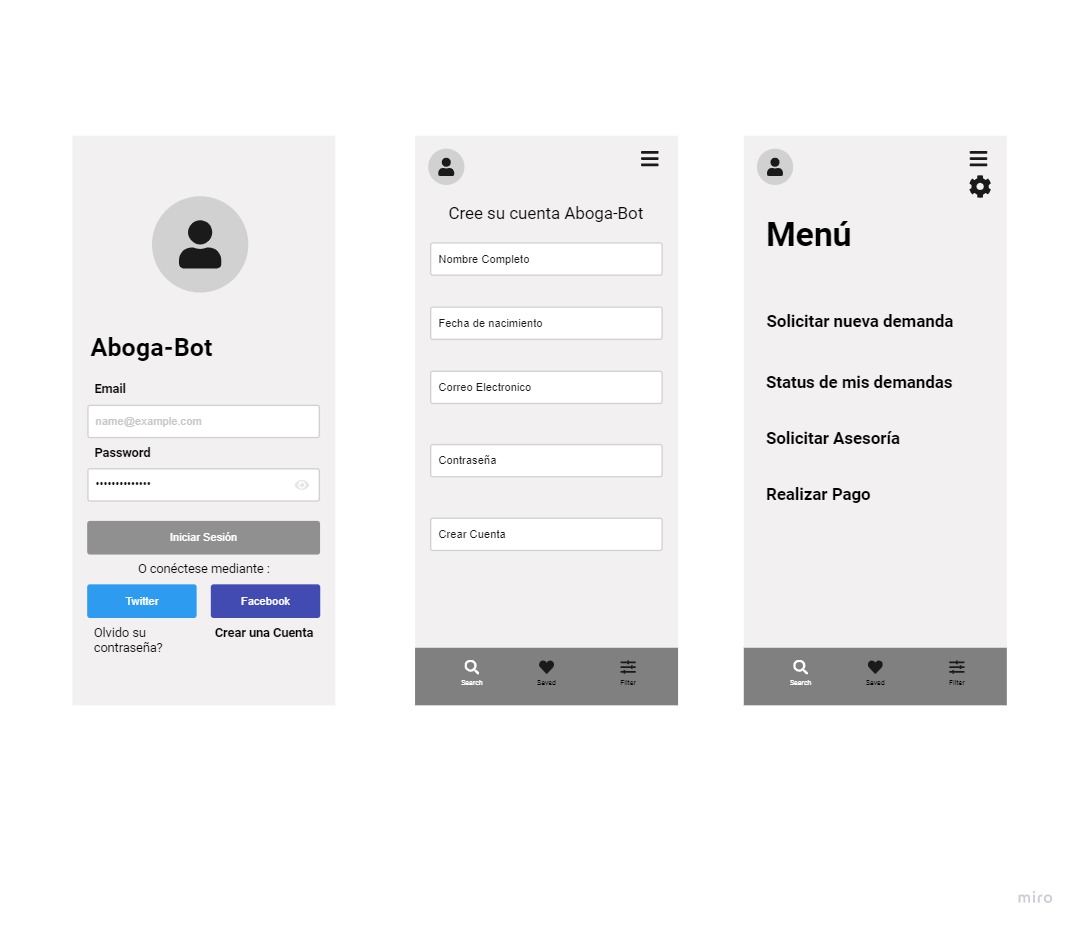 Aboga-Bot
Email
name@example.com
Password
••••••••••••••
Iniciar Sesión
O conéctese mediante :
Twitter
Facebook
Olvido su
contraseña?
Crear una Cuenta
Cree su cuenta Aboga-Bot
Nombre Completo
Fecha de nacimiento
Correo Electronico
Contraseña
Crear Cuenta
Search
Saved
Filter
Menú
Solicitar nueva demanda
Status de mis demandas
Solicitar Asesoría
Realizar Pago
Search
Saved
Filter
miro